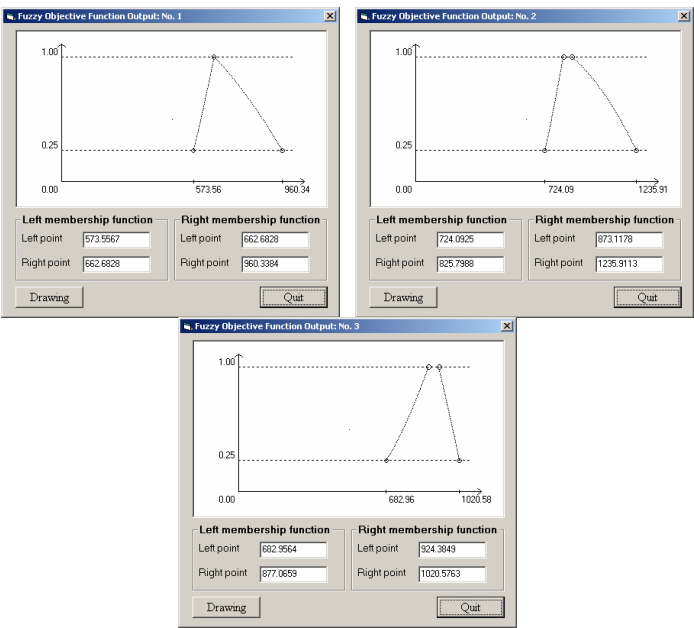 Fuzzy Objective Function Output: No. 1
1.00
0.25
0.00
573.56
960.34
Left membership function
Left point
573.5567
Right point
662.6828
Right membership function
Left point
662.6828
Right point
960.3384
Drawing
Quit
Fuzzy Objective Function Output: No. 2
1.00
0.25
0.00
724.09
1235.91
Left membership function
Left point
724.0925
Right point
825.7988
Right membership function
Left point
873.1178
Right point
1235.9113
Drawing
Quit
Fuzzy Objective Function Output: No. 3
1.00
0.25
0.00
682.96
1020.58
Left membership function
Left point
682.9564
Right point
877.0659
Right membership function
Left point
924.3849
Right point
1020.5763
Drawing
Quit